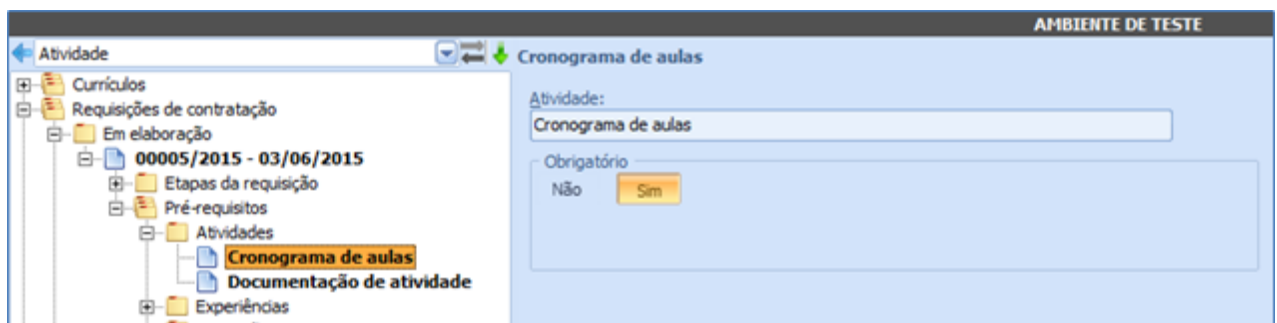 AMBIENTE DE TESTE
Atividade
Currículos
Requisições de contratação
Em elaboração
00005/2015 - 03/06/2015
Etapas da requisição
Pré-requisitos
Atividades
Cronograma de aulas
Documentação de atividade
Experiências
Cronograma de aulas
Atividade:
Cronograma de aulas
Obrigatório
Não Sim